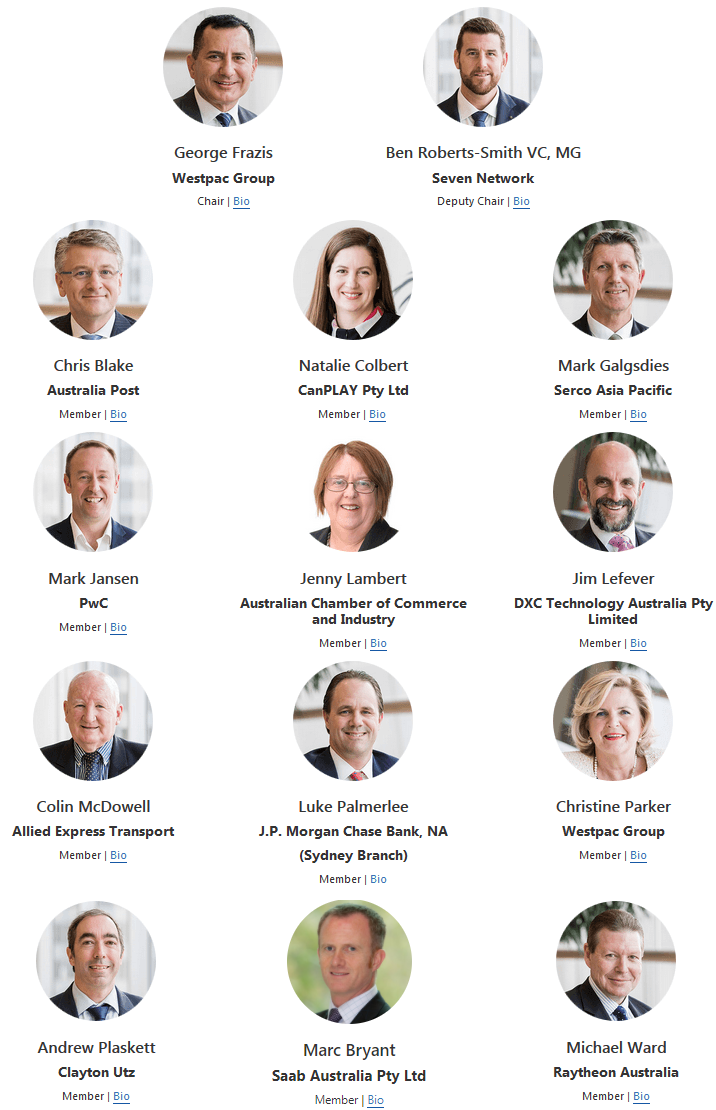 George Frazis
Westpac Group
Chair | Bio
Ben Roberts-Smith VC, MG
Seven Network
Deputy Chair | Bio
Chris Blake
Australia Post
Member | Bio
Natalie Colbert
CanPLAY Pty Ltd
Member | Bio
Mark Galgsdies
Serco Asia Pacific
Member | Bio
Mark Jansen
PwC
Member | Bio
Jenny Lambert
Australian Chamber of Commerce
and Industry
Member | Bio
Jim Lefever
DXC Technology Australia Pty
Limited
Member | Bio
Colin McDowell
Allied Express Transport
Member | Bio
Luke Palmerlee
J.P. Morgan Chase Bank, NA
(Sydney Branch)
Member | Bio
Christine Parker
Westpac Group
Member | Bio
Andrew Plaskett
Clayton Utz
Member | Bio
Marc Bryant
Saab Australia Pty Ltd
Member | Bio
Michael Ward
Raytheon Australia
Member | Bio